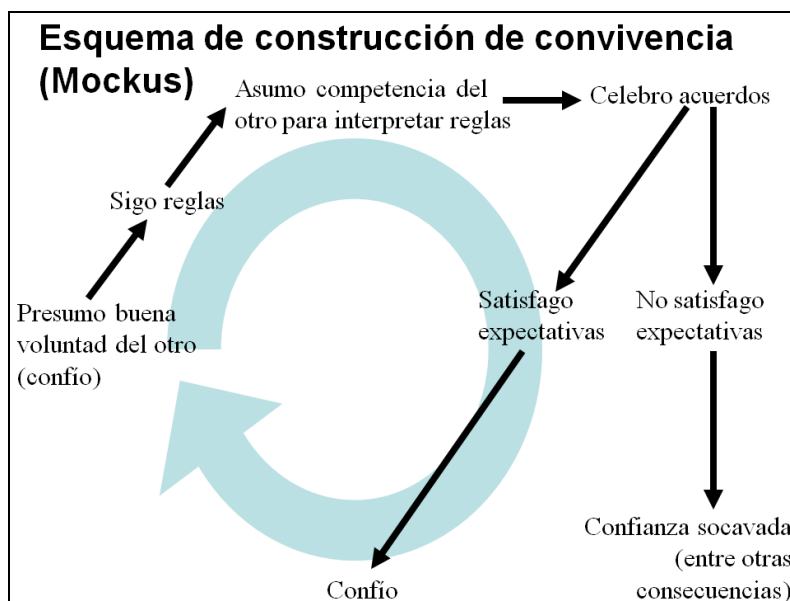 Esquema de construcción de convivencia
(Mockus)
Asumo competencia del
otro para interpretar reglas
Celebro acuerdos
Sigo reglas
Presumo buena
voluntad del otro
(confío)
Satisfago
expectativas
No satisfago
expectativas
Confío
Confianza socavada
(entre otras
consecuencias)